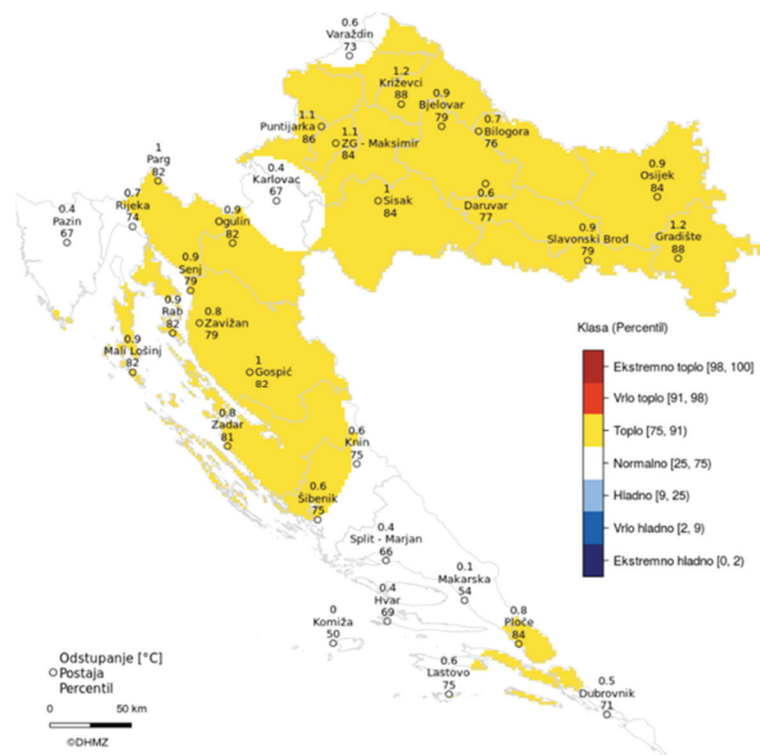 0.6
Varaždin
73
1.2
Križevci
88
0.9
Bjelovar
79
0.7
Bilogora
76
1.1
Puntijarka
86
1.1
ZG - Maksimir
84
1
Parg
82
0.4
Karlovac
67
0.7
Rijeka
74
0.4
Pazin
67
0.9
Ogulin
82
1
Sisak
84
0.6
Daruvar
77
0.9
Osijek
84
0.9
Slavonski Brod
79
1.2
Gradište
88
0.9
Senj
79
0.9
Rab
82
0.8
Zavižan
79
0.9
Mali Lošinj
82
1
Gospić
82
0.8
Zadar
81
0.6
Knin
75
0.6
Šibenik
75
0.4
Split - Marjan
66
0.1
Makarska
54
0.4
Hvar
69
0
Komiža
50
0.8
Ploče
84
0.6
Lastovo
75
0.5
Dubrovnik
71
Klasa (Percentil)
Ekstremno toplo [98, 100]
Vrlo toplo [91, 98)
Toplo [75, 91)
Normalno [25, 75)
Hladno [9, 25)
Vrlo hladno [2, 9)
Ekstremno hladno [0, 2)
Odstupanje [°C]
Postaja
Percentil
0 50 km
©DHMZ